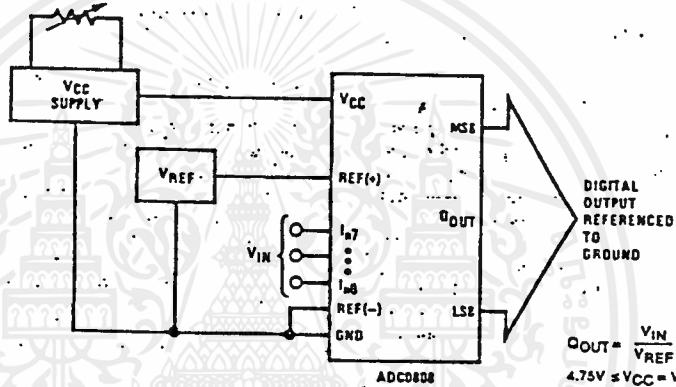 VCC
SUPPLY
VREF
VIN
VCC
REF(+)
In7
In8
REF(−)
GND
MSB
QOUT
LSB
ADC0808
DIGITAL
OUTPUT
REFERENCED
TO
GROUND
QOUT = VIN
VREF
4.75V ≤ VCC = V